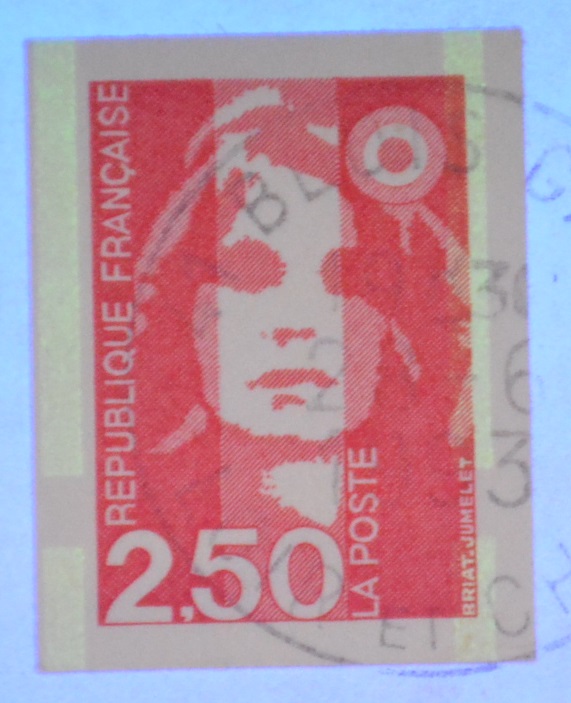 REPUBLIQUE FRANÇAISE
2,50
LA POSTE
BRIAT.JUMELET